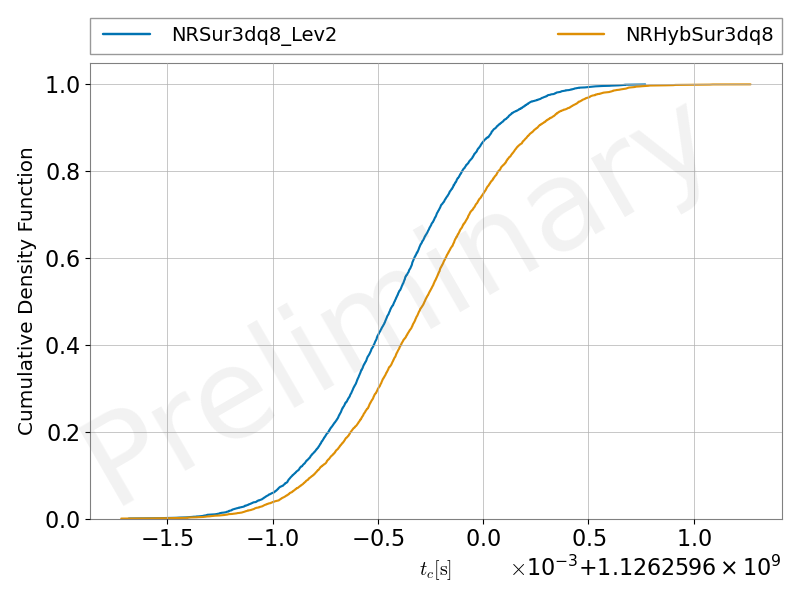 NRSur3dq8_Lev2 NRHybSur3dq8
1.0
0.8
0.6
0.4
0.2
0.0
Cumulative Density Function
Preliminary
−1.5 −1.0 −0.5 0.0 0.5 1.0
t_c[s] ×10⁻³+1.1262596 × 10⁹